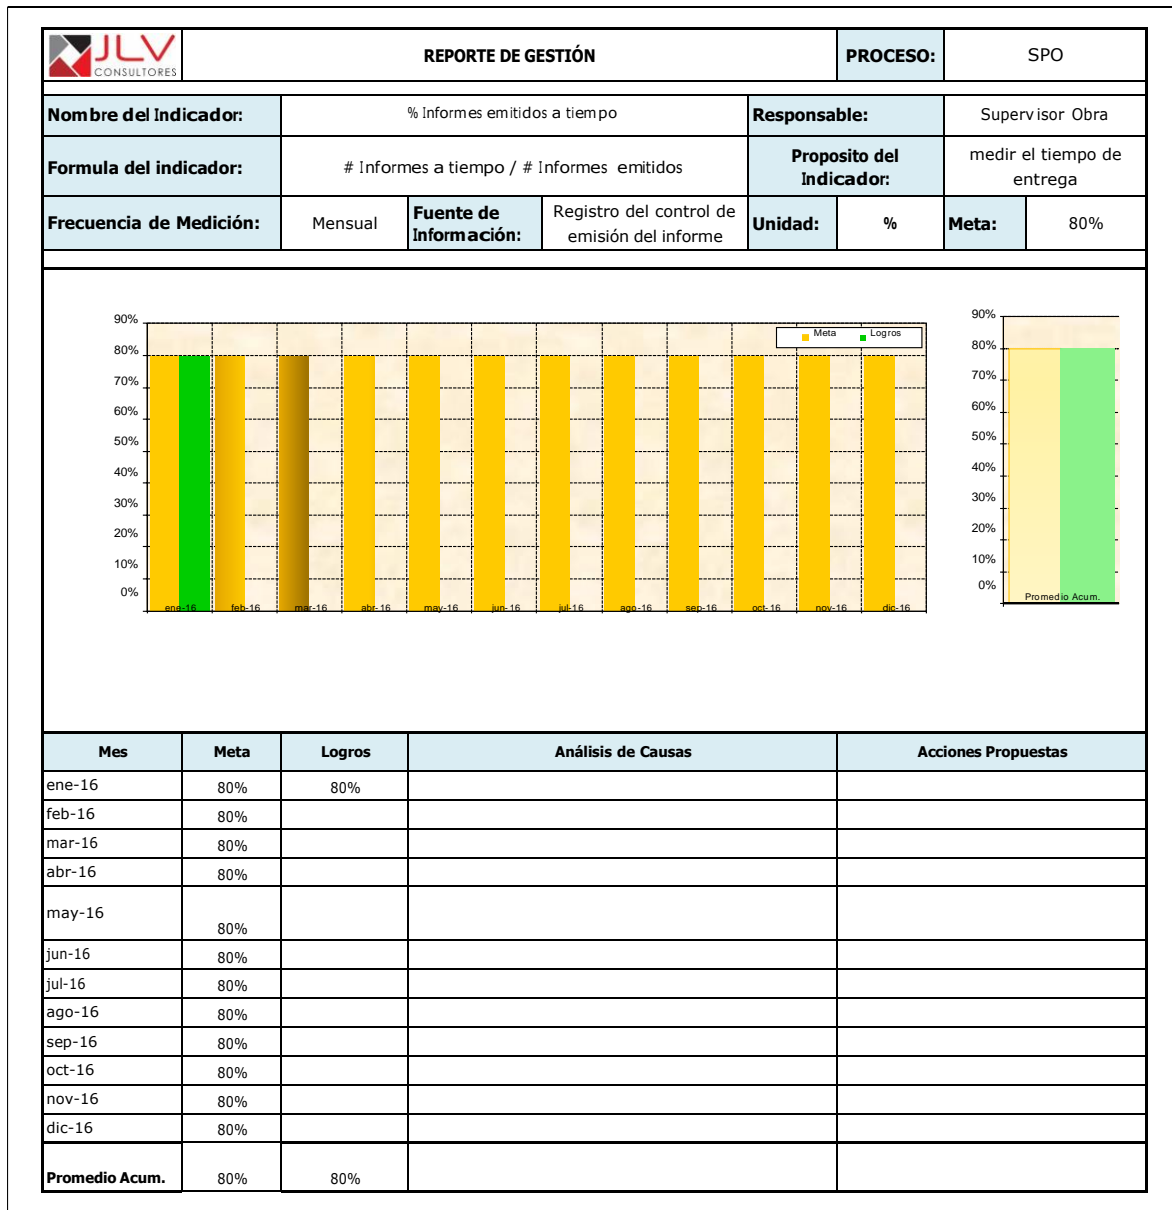 JLV
CONSULTORES
REPORTE DE GESTIÓN
PROCESO:
SPO
Nombre del Indicador:
% Informes emitidos a tiempo
Responsable:
Supervisor Obra
Formula del indicador:
# Informes a tiempo / # Informes emitidos
Proposito del
Indicador:
medir el tiempo de
entrega
Frecuencia de Medición:
Mensual
Fuente de
Información:
Registro del control de
emisión del informe
Unidad:
%
Meta:
80%
90%
80%
70%
60%
50%
40%
30%
20%
10%
0%
Meta Logros
ene-16 feb-16 mar-16 abr-16 may-16 jun-16 jul-16 ago-16 sep-16 oct-16 nov-16 dic-16
90%
80%
70%
60%
50%
40%
30%
20%
10%
0%
Promedio Acum.
Mes Meta Logros Análisis de Causas Acciones Propuestas
ene-16 80% 80%
feb-16 80%
mar-16 80%
abr-16 80%
may-16 80%
jun-16 80%
jul-16 80%
ago-16 80%
sep-16 80%
oct-16 80%
nov-16 80%
dic-16 80%
Promedio Acum. 80% 80%